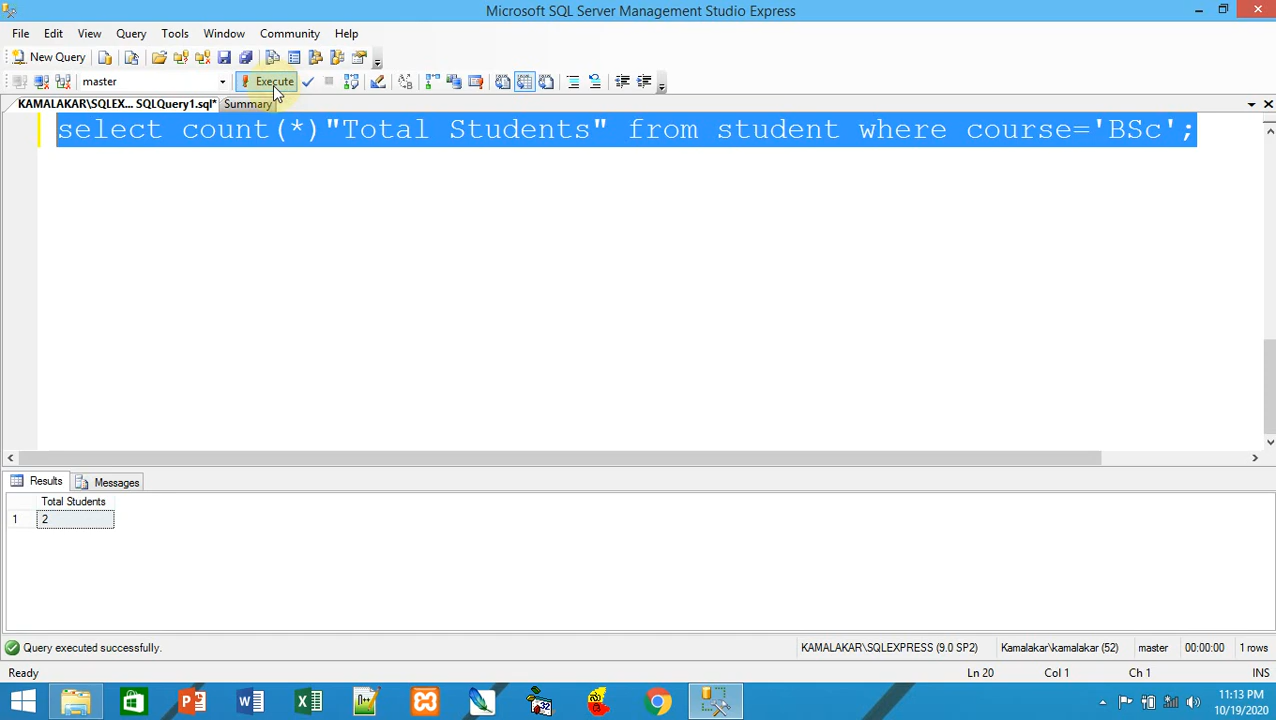 Microsoft SQL Server Management Studio Express
File Edit View Query Tools Window Community Help
New Query
master Execute
KAMALAKAR\SQLEX... SQLQuery1.sql* Summary
select count(*)"Total Students" from student where course='BSc';
Results Messages
Total Students
1 2
Query executed successfully. KAMALAKAR\SQLEXPRESS (9.0 SP2) Kamalakar\kamalakar (52) master 00:00:00 1 rows
Ready Ln 20 Col 1 Ch 1 INS
11:13 PM
10/19/2020